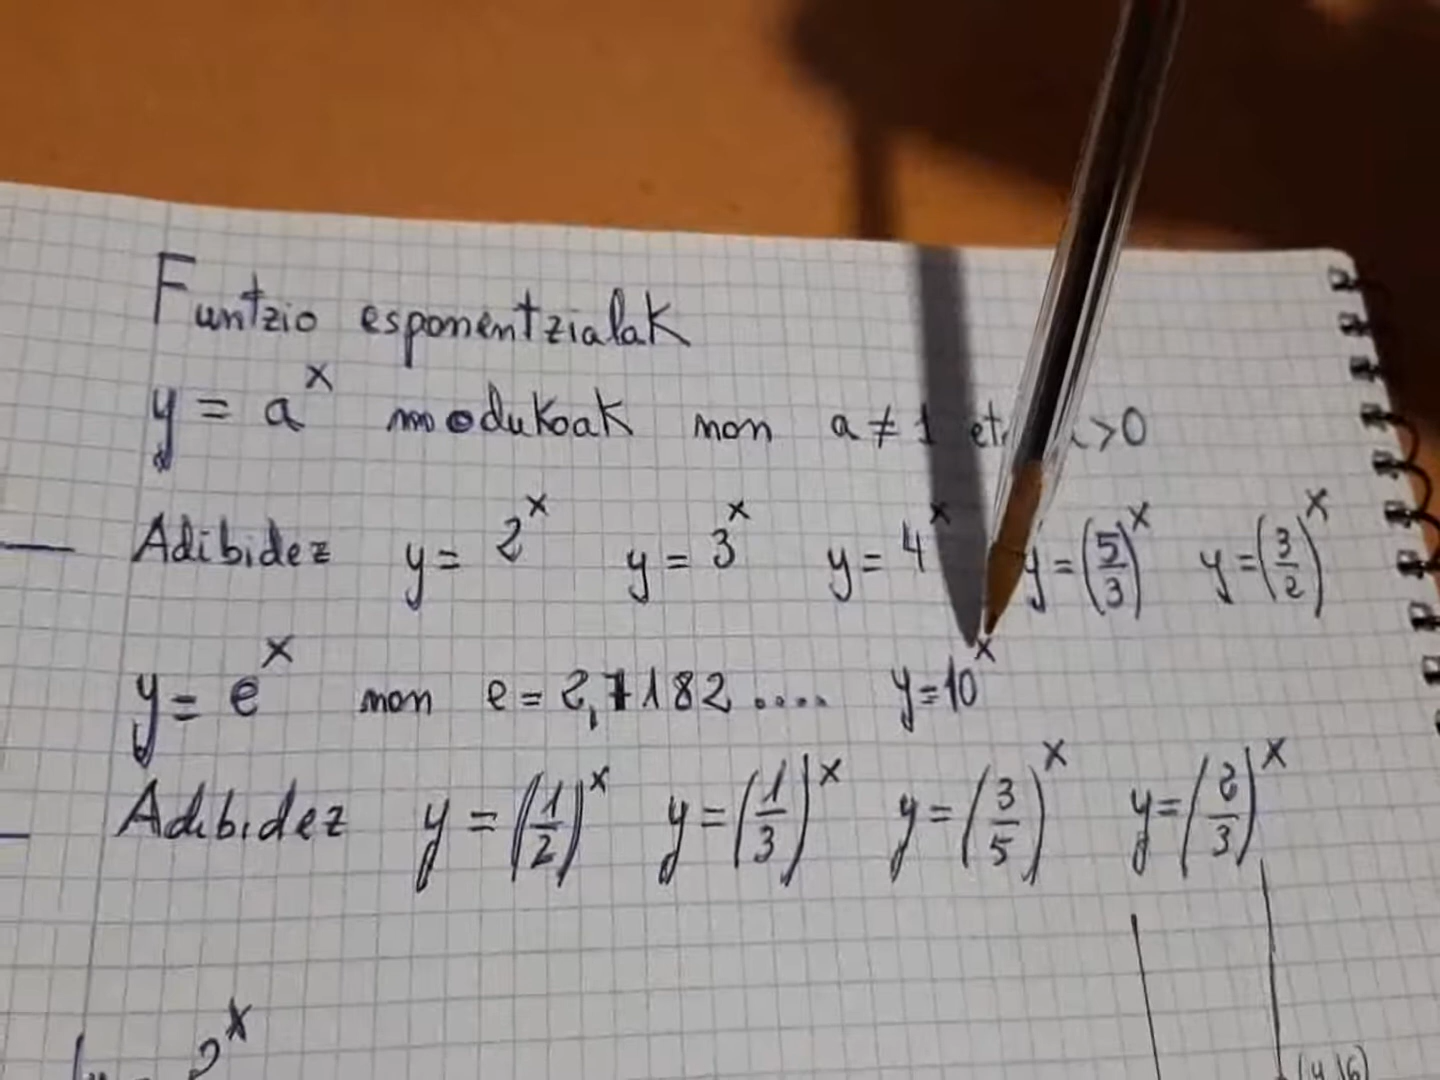 Funtzio esponentzialak
y = a^x modukoak non a ≠ 1 >0
Adibidez y = 2^x y = 3^x y = 4^x y = (5/3)^x y = (3/2)^x
y = e^x non e = 2,7182 .... y = 10^x
Adibidez y = (1/2)^x y = (1/3)^x y = (3/5)^x y = (2/3)^x
2^x